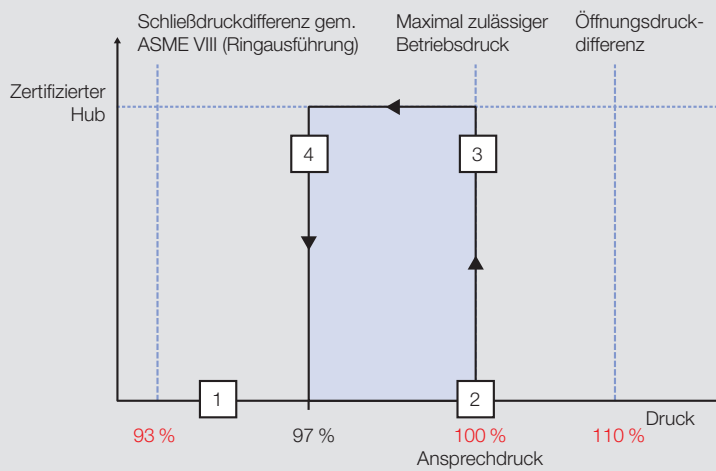 Schließdruckdifferenz gem.
ASME VIII (Ringausführung)
Maximal zulässiger
Betriebsdruck
Öffnungsdruck-
differenz
Zertifizierter
Hub
4
3
1
2
Druck
93 %
97 %
100 %
110 %
Ansprechdruck